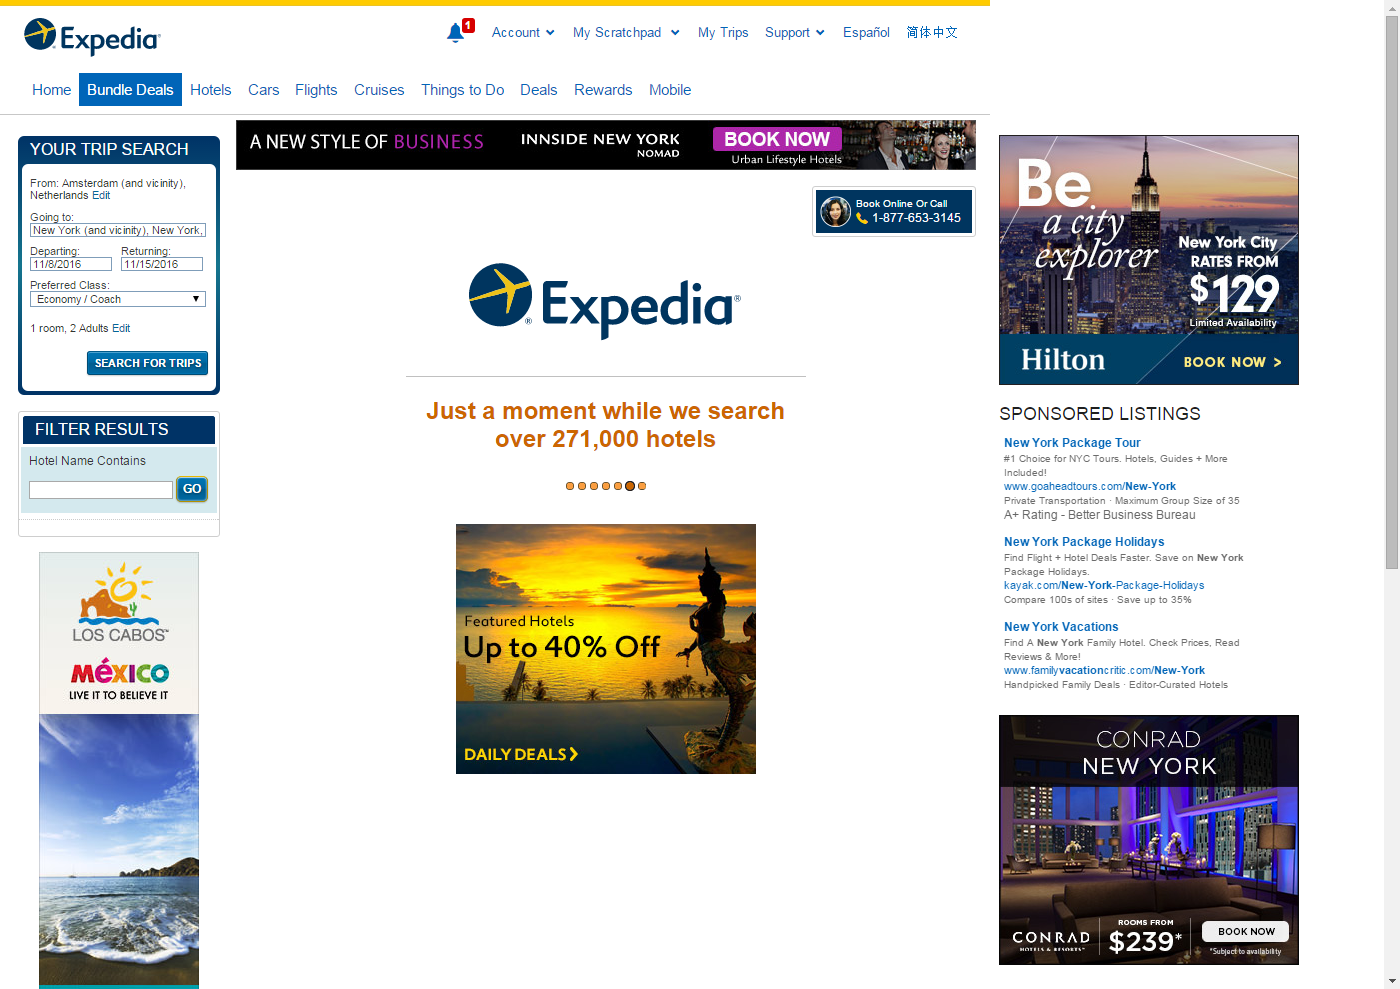 Expedia
1
Account
My Scratchpad
My Trips
Support
Español
简体中文
Home
Bundle Deals
Hotels
Cars
Flights
Cruises
Things to Do
Deals
Rewards
Mobile
YOUR TRIP SEARCH
From: Amsterdam (and vicinity),
Netherlands Edit
Going to:
New York (and vicinity), New York,
Departing: Returning:
11/8/2016 11/15/2016
Preferred Class:
Economy / Coach
1 room, 2 Adults Edit
SEARCH FOR TRIPS
FILTER RESULTS
Hotel Name Contains
GO
LOS CABOS™
MéXICO
LIVE IT TO BELIEVE IT
A NEW STYLE OF BUSINESS
INNSIDE NEW YORK
NOMAD
BOOK NOW
Urban Lifestyle Hotels
Book Online Or Call
1-877-653-3145
Expedia®
Just a moment while we search
over 271,000 hotels
Featured Hotels
Up to 40% Off
DAILY DEALS
Be
a city
explorer
New York City
RATES FROM
$129
Limited Availability
Hilton
BOOK NOW >
SPONSORED LISTINGS
New York Package Tour
#1 Choice for NYC Tours. Hotels, Guides + More
Included!
www.goaheadtours.com/New-York
Private Transportation · Maximum Group Size of 35
A+ Rating - Better Business Bureau
New York Package Holidays
Find Flight + Hotel Deals Faster. Save on New York
Package Holidays.
kayak.com/New-York-Package-Holidays
Compare 100s of sites · Save up to 35%
New York Vacations
Find A New York Family Hotel. Check Prices, Read
Reviews & More!
www.familyvacationcritic.com/New-York
Handpicked Family Deals · Editor-Curated Hotels
CONRAD
NEW YORK
CONRAD
HOTELS & RESORTS™
ROOMS FROM
$239*
BOOK NOW
*Subject to availability